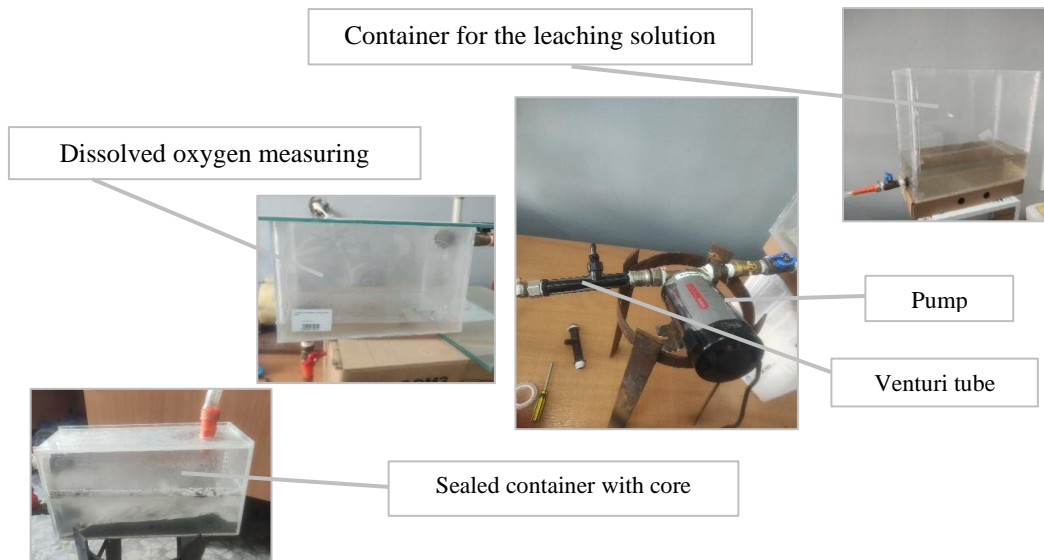 Container for the leaching solution
Dissolved oxygen measuring
Pump
Venturi tube
Sealed container with core